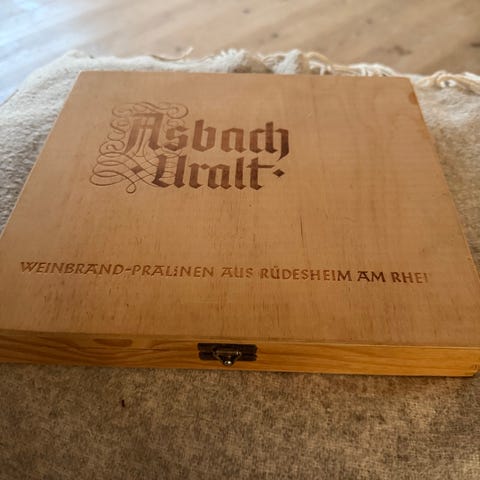 Asbach
·Uralt·
WEINBRAND-PRALINEN AUS RÜDESHEIM AM RHEI